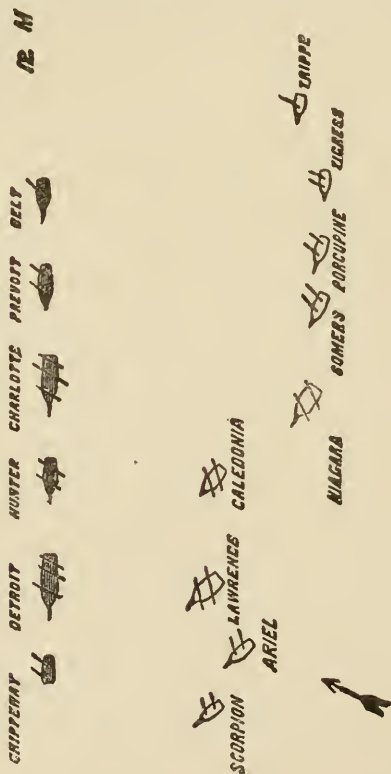 12 M
CHIPPEWAY
DETROIT
HUNTER
CHARLOTTE
PREVOST
BELT
SCORPION
ARIEL
LAWRENCE
CALEDONIA
NIAGARA
SOMERS
PORCUPINE
TIGRESS
TRIPPE